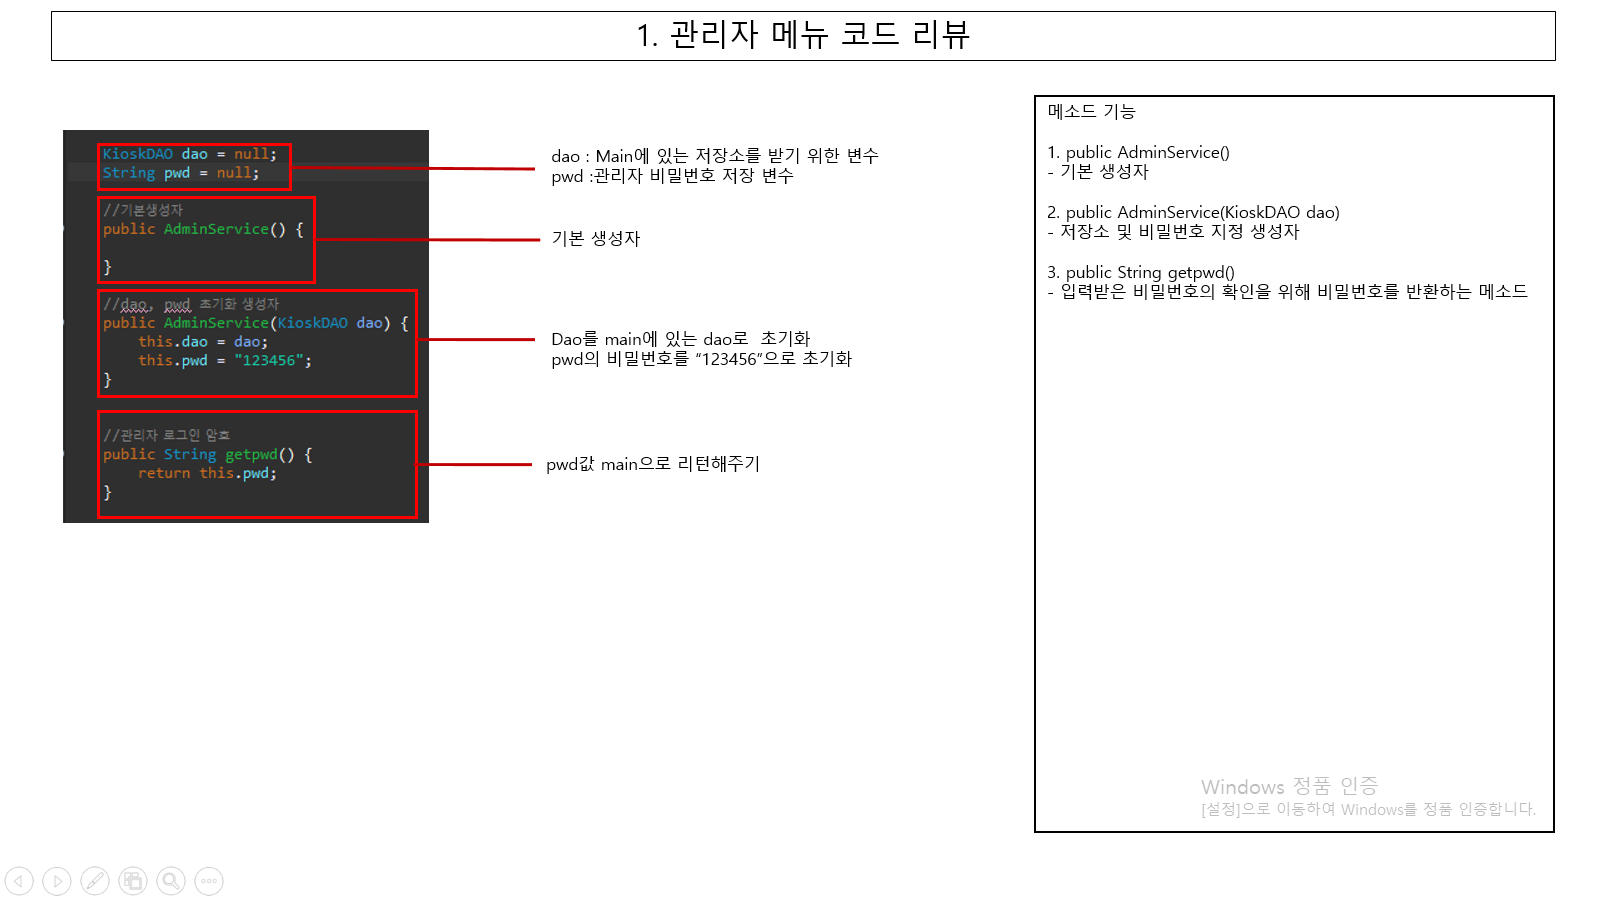 1. 관리자 메뉴 코드 리뷰
KioskDAO dao = null;
String pwd = null;
//기본생성자
public AdminService() {
}
//dao, pwd 초기화 생성자
public AdminService(KioskDAO dao) {
this.dao = dao;
this.pwd = "123456";
}
//관리자 로그인 암호
public String getpwd() {
return this.pwd;
}
dao : Main에 있는 저장소를 받기 위한 변수
pwd :관리자 비밀번호 저장 변수
기본 생성자
Dao를 main에 있는 dao로  초기화
pwd의 비밀번호를 “123456”으로 초기화
pwd값 main으로 리턴해주기
메소드 기능
1. public AdminService()
- 기본 생성자
2. public AdminService(KioskDAO dao)
- 저장소 및 비밀번호 지정 생성자
3. public String getpwd()
- 입력받은 비밀번호의 확인을 위해 비밀번호를 반환하는 메소드
Windows 정품 인증
[설정]으로 이동하여 Windows를 정품 인증합니다.